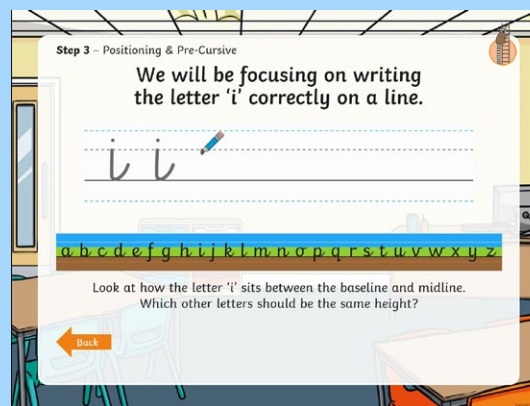 Step 3 – Positioning & Pre-Cursive
We will be focusing on writing
the letter ‘i’ correctly on a line.
i i
a b c d e f g h i j k l m n o p q r s t u v w x y z
Look at how the letter ‘i’ sits between the baseline and midline.
Which other letters should be the same height?
Back